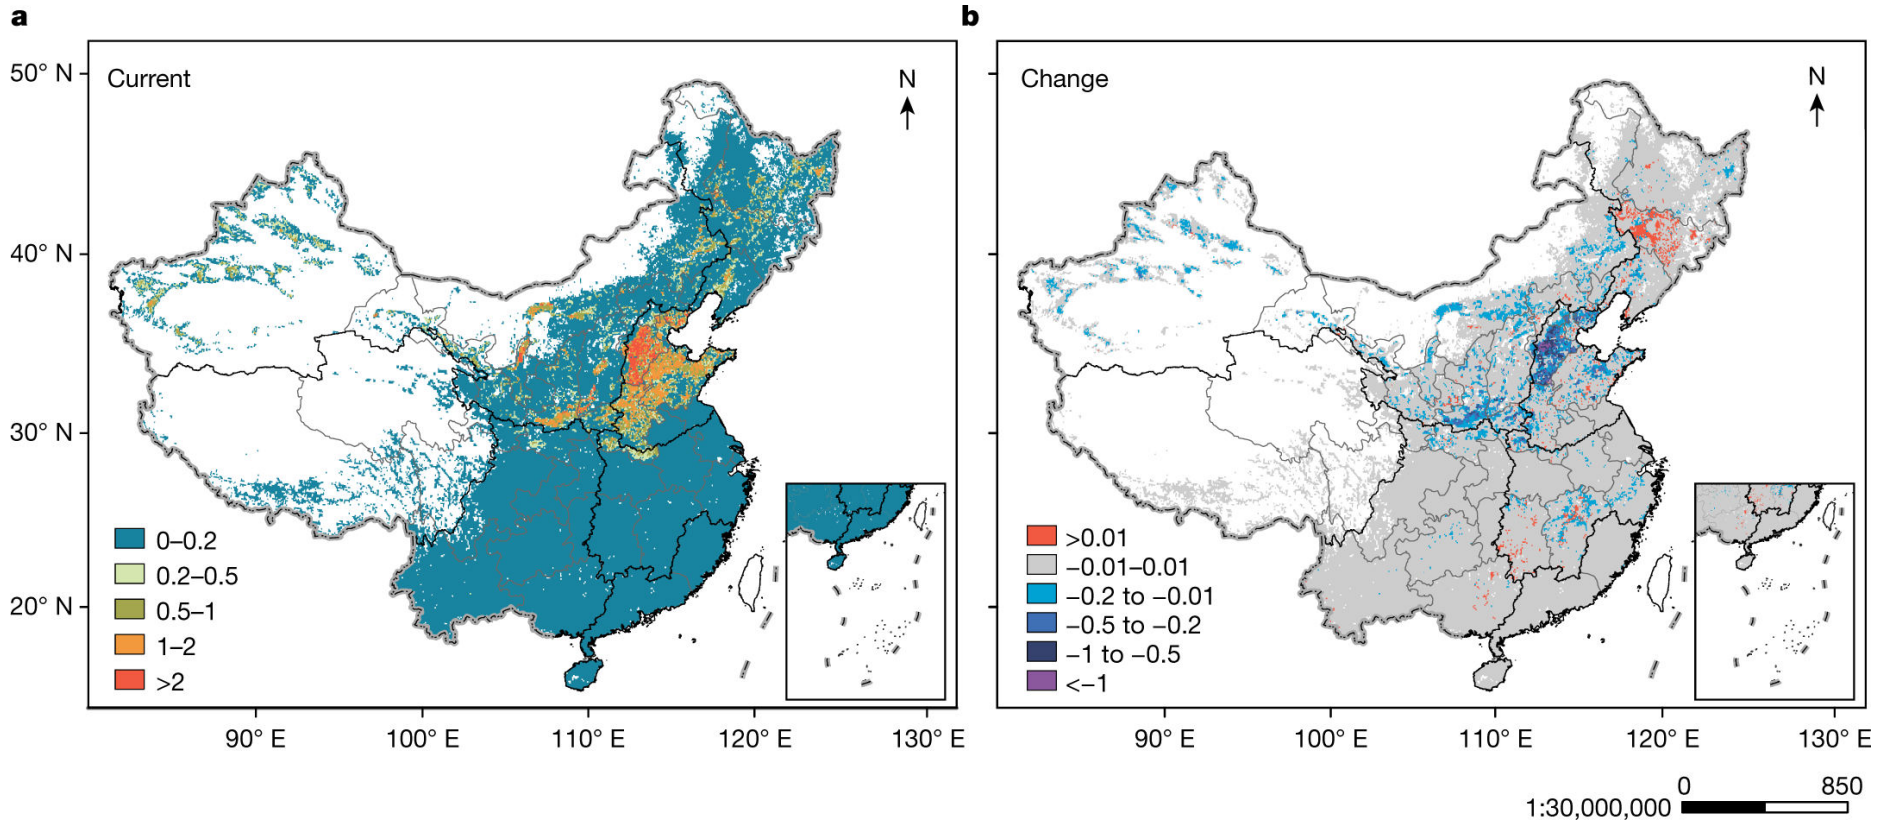 a
b
Current
N
Change
N
50° N
40° N
30° N
20° N
0–0.2
0.2–0.5
0.5–1
1–2
>2
>0.01
−0.01–0.01
−0.2 to −0.01
−0.5 to −0.2
−1 to −0.5
<−1
90° E
100° E
110° E
120° E
130° E
90° E
100° E
110° E
120° E
130° E
0
850
1:30,000,000